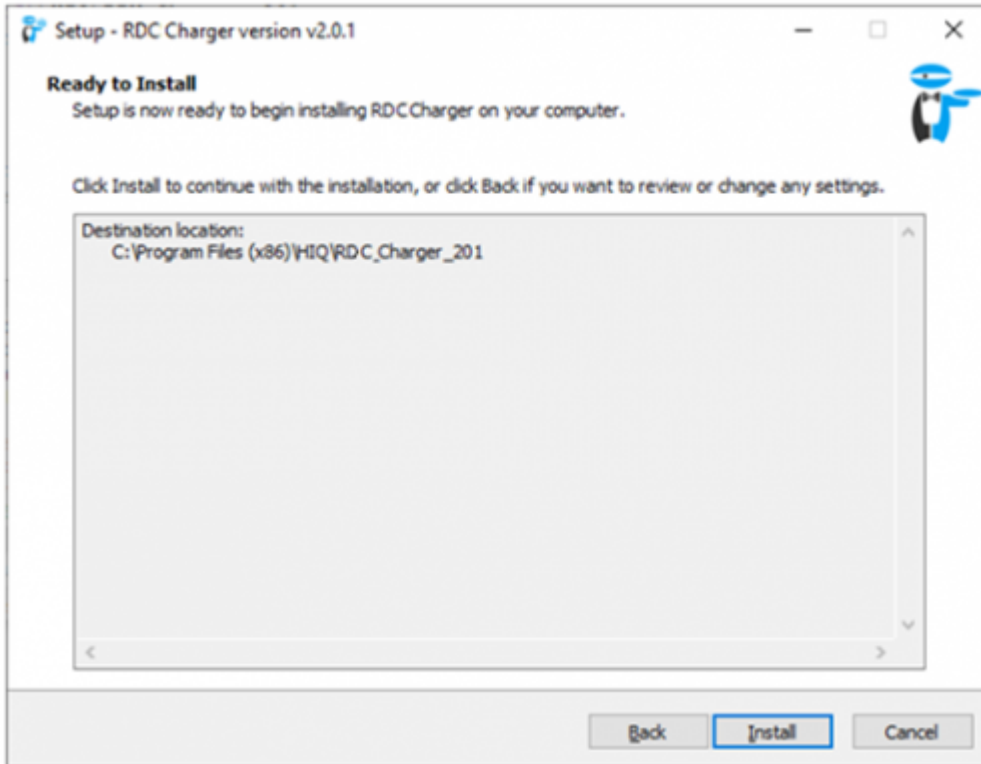 Setup - RDC Charger version v2.0.1
Ready to Install
Setup is now ready to begin installing RDCCharger on your computer.
Click Install to continue with the installation, or click Back if you want to review or change any settings.
Destination location:
C:\Program Files (x86)\HIQ\RDC_Charger_201
Back Install Cancel